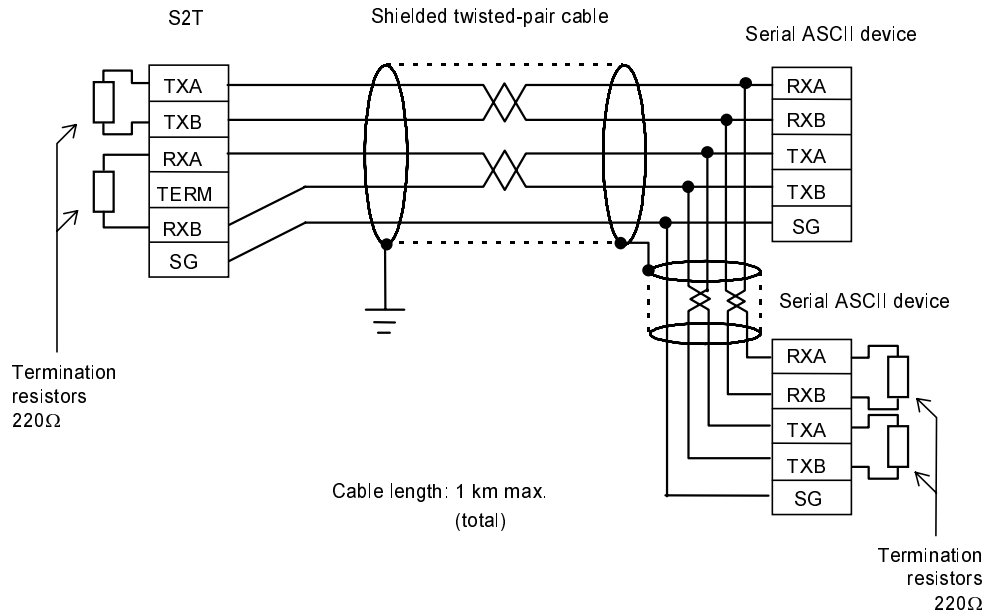 S2T
Shielded twisted-pair cable
Serial ASCII device
TXA
TXB
RXA
TERM
RXB
SG
RXA
RXB
TXA
TXB
SG
Serial ASCII device
RXA
RXB
TXA
TXB
SG
Termination
resistors
220Ω
Cable length: 1 km max.
(total)
Termination
resistors
220Ω